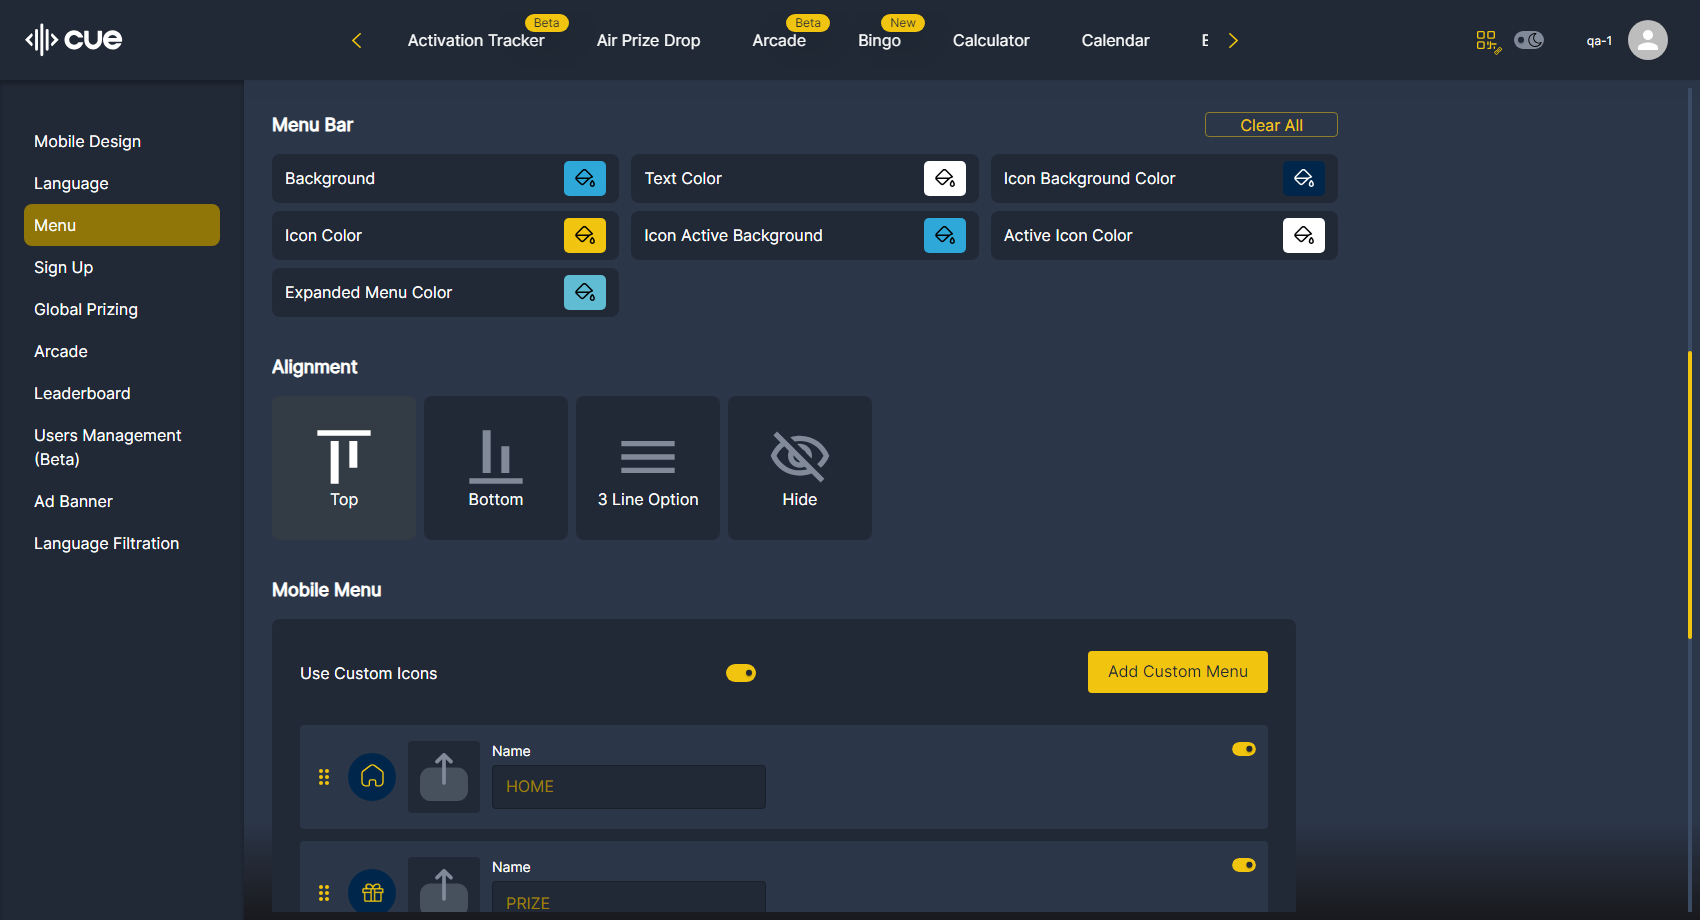 cue
Activation Tracker
Beta
Air Prize Drop
Arcade
Beta
Bingo
New
Calculator
Calendar
qa-1
Mobile Design
Language
Menu
Sign Up
Global Prizing
Arcade
Leaderboard
Users Management
(Beta)
Ad Banner
Language Filtration
Menu Bar
Clear All
Background
Text Color
Icon Background Color
Icon Color
Icon Active Background
Active Icon Color
Expanded Menu Color
Alignment
Top
Bottom
3 Line Option
Hide
Mobile Menu
Use Custom Icons
Add Custom Menu
Name
HOME
Name
PRIZE